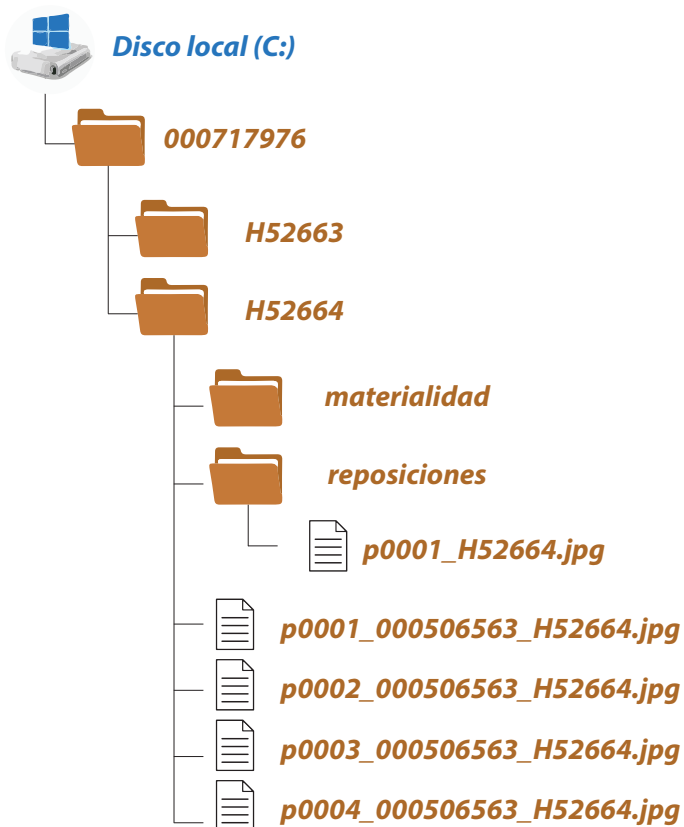 Disco local (C:)
000717976
H52663
H52664
materialidad
reposiciones
p0001_H52664.jpg
p0001_000506563_H52664.jpg
p0002_000506563_H52664.jpg
p0003_000506563_H52664.jpg
p0004_000506563_H52664.jpg